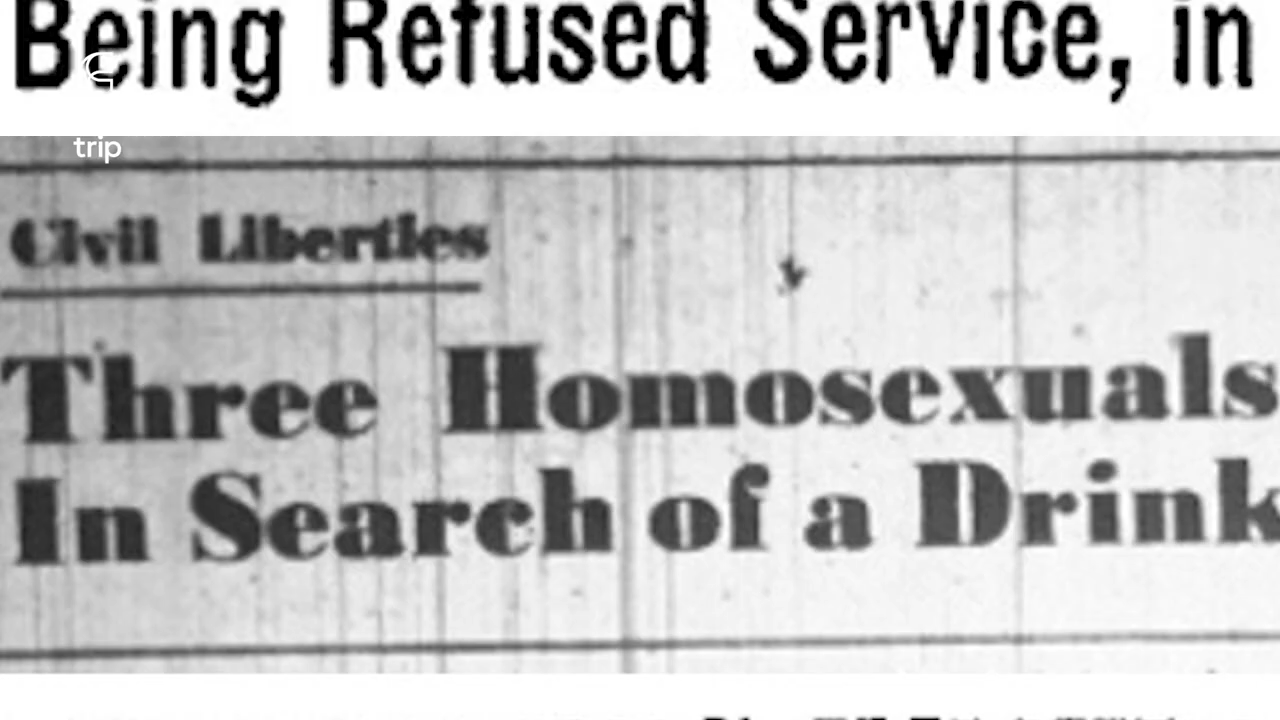 Being Refused Service, in
trip
Civil Liberties
Three Homosexuals
In Search of a Drink